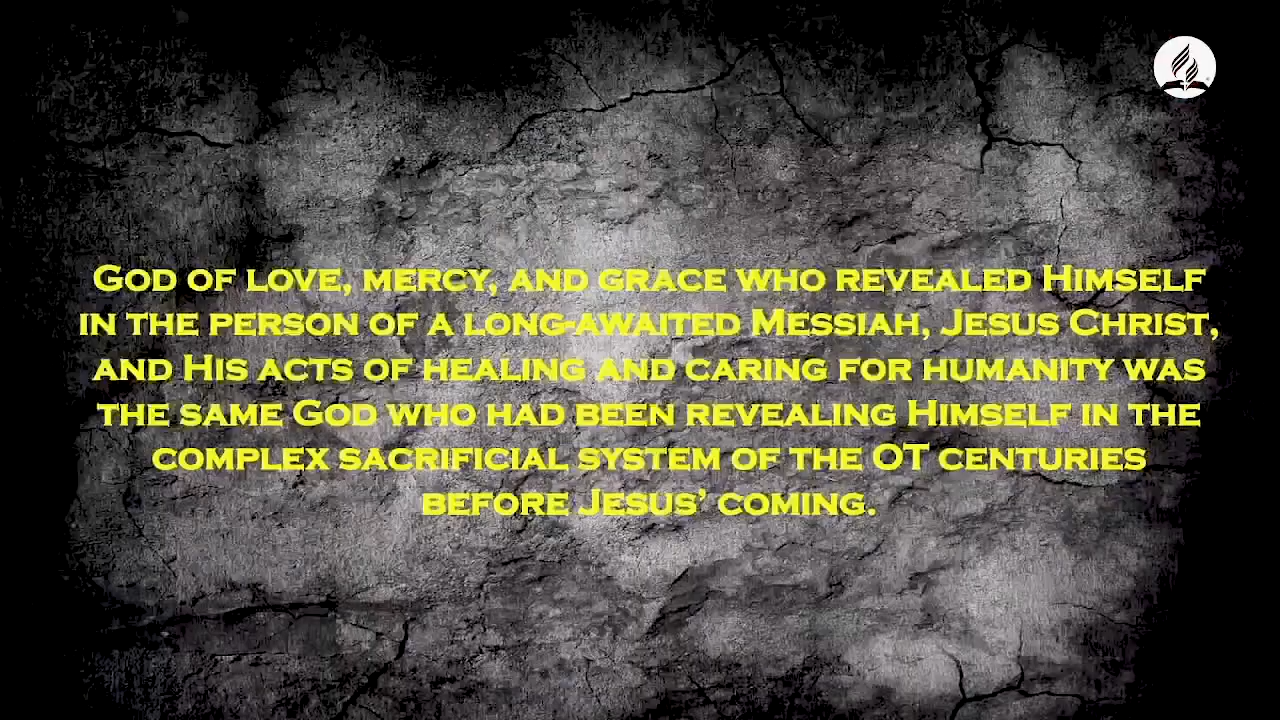 God of love, mercy, and grace who revealed Himself
in the person of a long-awaited Messiah, Jesus Christ,
and His acts of healing and caring for humanity was
the same God who had been revealing Himself in the
complex sacrificial system of the OT centuries
before Jesus’ coming.